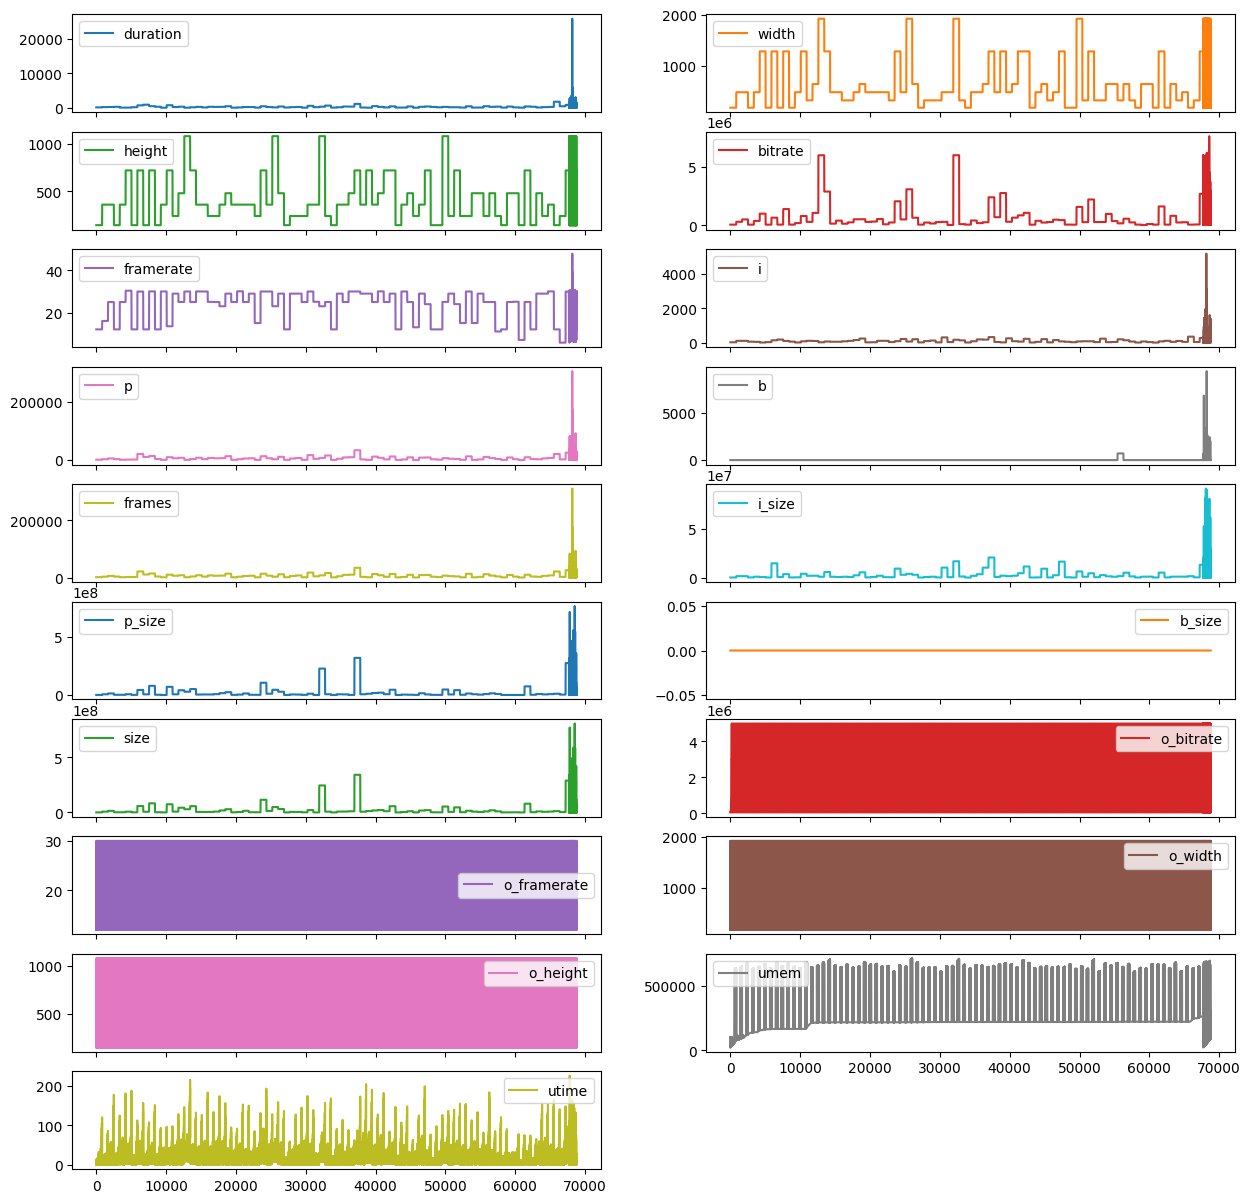 duration
20000
10000
0
width
2000
1000
height
1000
500
1e6
bitrate
5
0
framerate
40
20
i
4000
2000
0
p
200000
0
b
5000
0
frames
200000
0
1e7
i_size
5
0
1e8
p_size
5
0
b_size
0.05
0.00
−0.05
1e8
size
5
0
1e6
o_bitrate
4
2
0
o_framerate
30
20
o_width
2000
1000
o_height
1000
500
umem
500000
0
0 10000 20000 30000 40000 50000 60000 70000
utime
200
100
0
0 10000 20000 30000 40000 50000 60000 70000